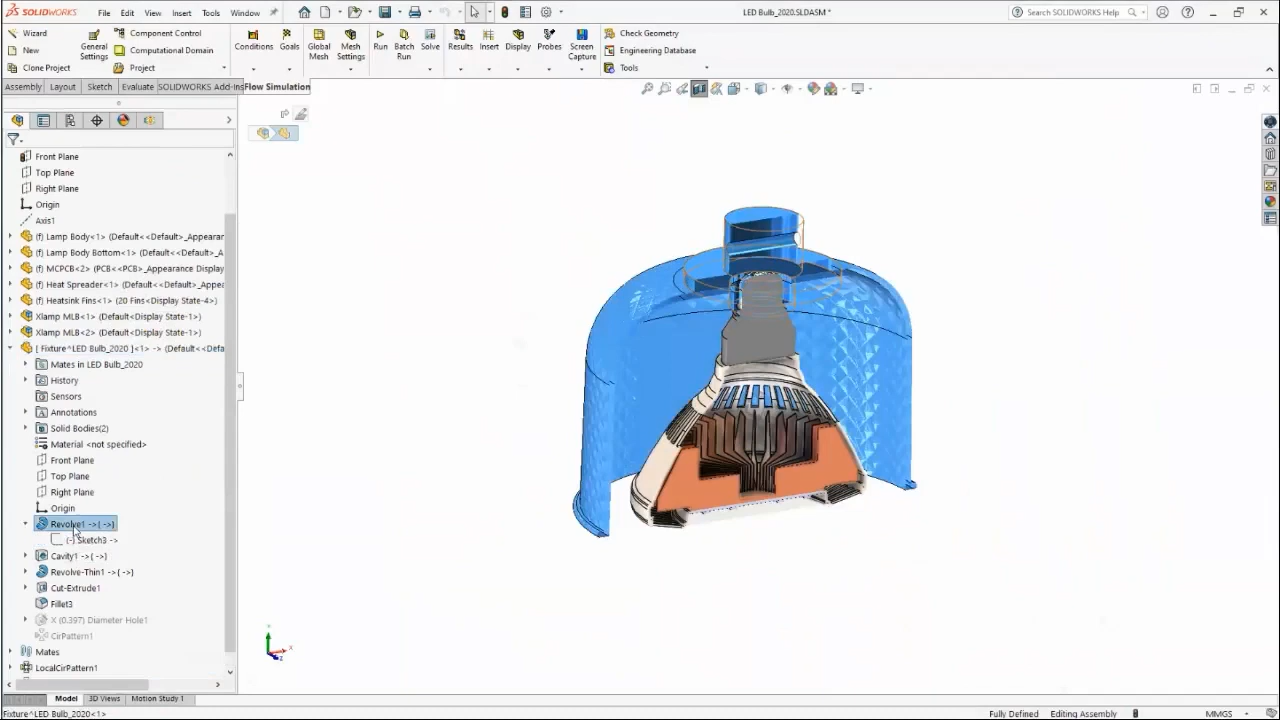 SOLIDWORKS File Edit View Insert Tools Window LED Bulb_2020.SLDASM * Search SOLIDWORKS Help
Wizard
New
Clone Project
General Settings
Component Control
Computational Domain
Project
Conditions
Goals
Global Mesh
Mesh Settings
Run
Batch Run
Solve
Results
Insert
Display
Probes
Screen Capture
Check Geometry
Engineering Database
Tools
Assembly Layout Sketch Evaluate SOLIDWORKS Add-Ins Flow Simulation
Front Plane
Top Plane
Right Plane
Origin
Axis1
(f) Lamp Body<1> (Default<<Default>_Appearan
(f) Lamp Body Bottom<1> (Default<<Default>_A
(f) MCPCB<2> (PCB<<PCB>_Appearance Display
(f) Heat Spreader<1> (Default<<Default>_Appear
(f) Heatsink Fins<1> (20 Fins<Display State-4>)
Xlamp MLB<1> (Default<Display State-1>)
Xlamp MLB<2> (Default<Display State-1>)
[ Fixture^LED Bulb_2020 ]<1> -> (Default<<Defa
Mates in LED Bulb_2020
History
Sensors
Annotations
Solid Bodies(2)
Material <not specified>
Front Plane
Top Plane
Right Plane
Origin
Revolve1 ->{ ->}
(-) Sketch3 ->
Cavity1 ->{ ->}
Revolve-Thin1 ->{ ->}
Cut-Extrude1
Fillet3
X (0.397) Diameter Hole1
CirPattern1
Mates
LocalCirPattern1
Model 3D Views Motion Study 1
Fixture^LED Bulb_2020<1> Fully Defined Editing Assembly MMGS